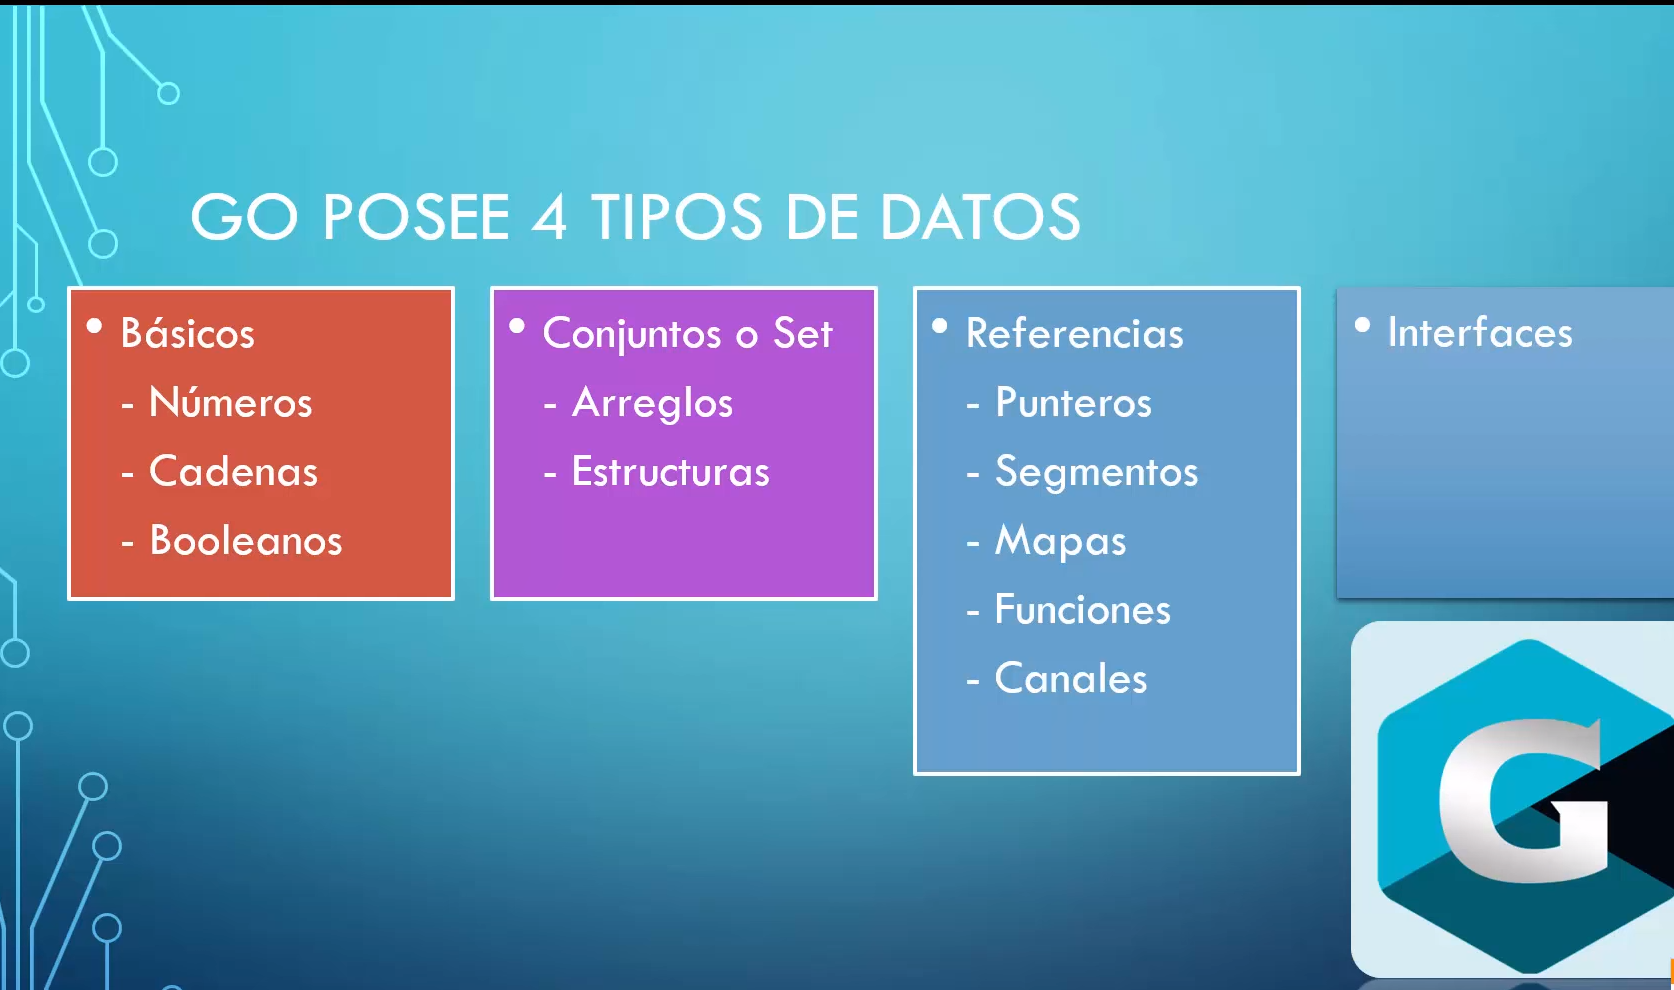 GO POSEE 4 TIPOS DE DATOS
• Básicos
- Números
- Cadenas
- Booleanos
• Conjuntos o Set
- Arreglos
- Estructuras
• Referencias
- Punteros
- Segmentos
- Mapas
- Funciones
- Canales
• Interfaces
G